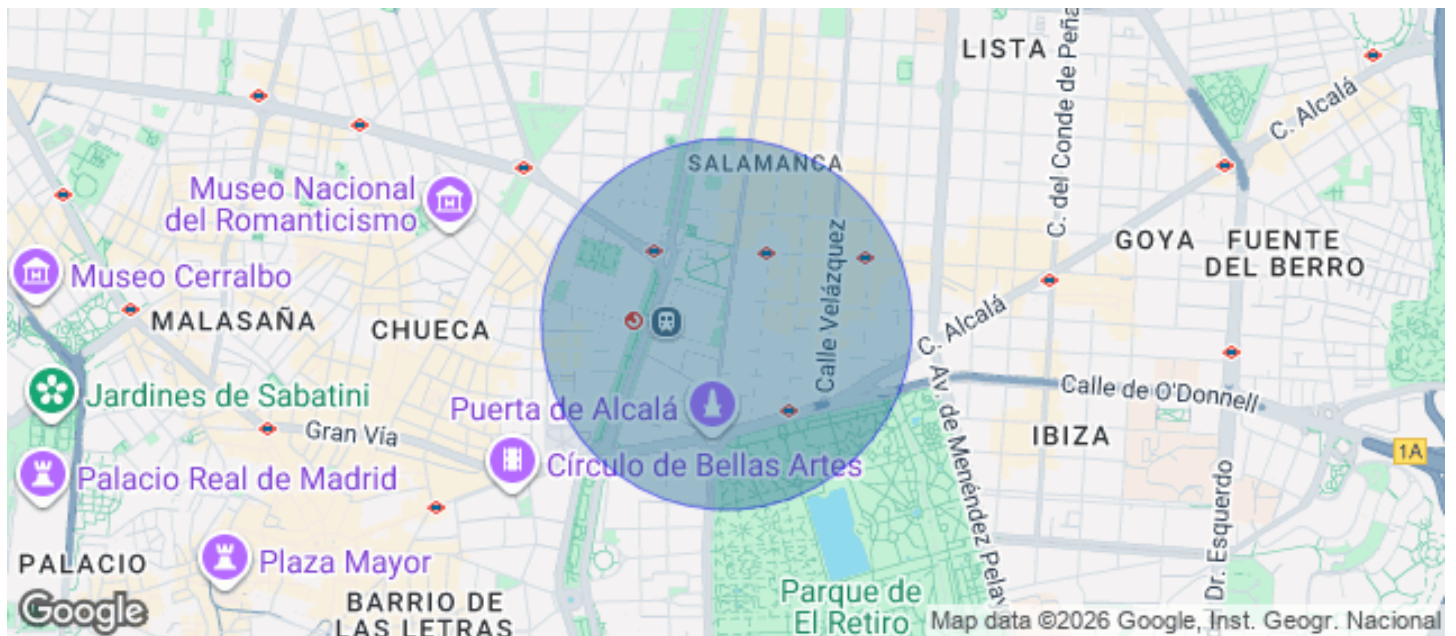 LISTA
C. del Conde de Peña
C. Alcalá
SALAMANCA
Museo Nacional
del Romanticismo
Calle Velázquez
GOYA
FUENTE
DEL BERRO
Museo Cerralbo
MALASAÑA
CHUECA
C. Alcalá
Jardines de Sabatini
Puerta de Alcalá
Calle de O'Donnell
Gran Vía
Av. de Menéndez Pelay
IBIZA
1A
Círculo de Bellas Artes
Palacio Real de Madrid
Dr. Esquerdo
PALACIO
Plaza Mayor
BARRIO DE
LAS LETRAS
Parque de
El Retiro
Google
Map data ©2026 Google, Inst. Geogr. Nacional